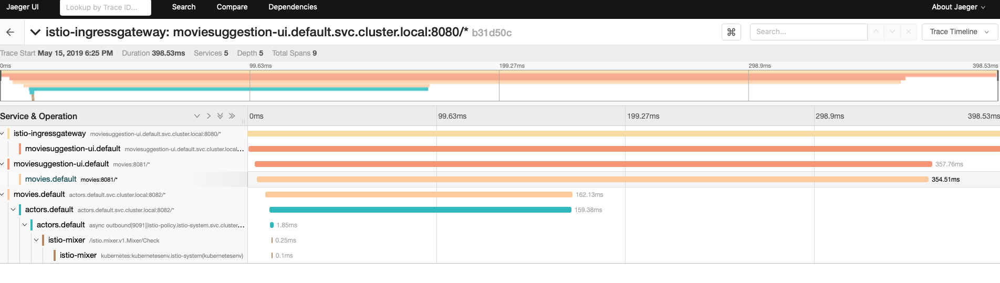 Jaeger UI Lookup by Trace ID... Search Compare Dependencies About Jaeger
istio-ingressgateway: moviesuggestion-ui.default.svc.cluster.local:8080/* b31d50c ⌘ Search... Trace Timeline
Trace Start May 15, 2019 6:25 PM Duration 398.53ms Services 5 Depth 5 Total Spans 9
0ms 99.63ms 199.27ms 298.9ms 398.53ms
Service & Operation 0ms 99.63ms 199.27ms 298.9ms 398.53ms
istio-ingressgateway moviesuggestion-ui.default.svc.cluster.local:8080/*
moviesuggestion-ui.default moviesuggestion-ui.default.svc.cluster.local...
moviesuggestion-ui.default movies:8081/* 357.76ms
movies.default movies:8081/* 354.51ms
movies.default actors.default.svc.cluster.local:8082/* 162.13ms
actors.default actors.default.svc.cluster.local:8082/* 159.38ms
actors.default async outbound|9091||istio-policy.istio-system.svc.cluster... 1.85ms
istio-mixer /istio.mixer.v1.Mixer/Check 0.25ms
istio-mixer kubernetes:kubernetesenv.istio-system(kubernetesenv) 0.1ms